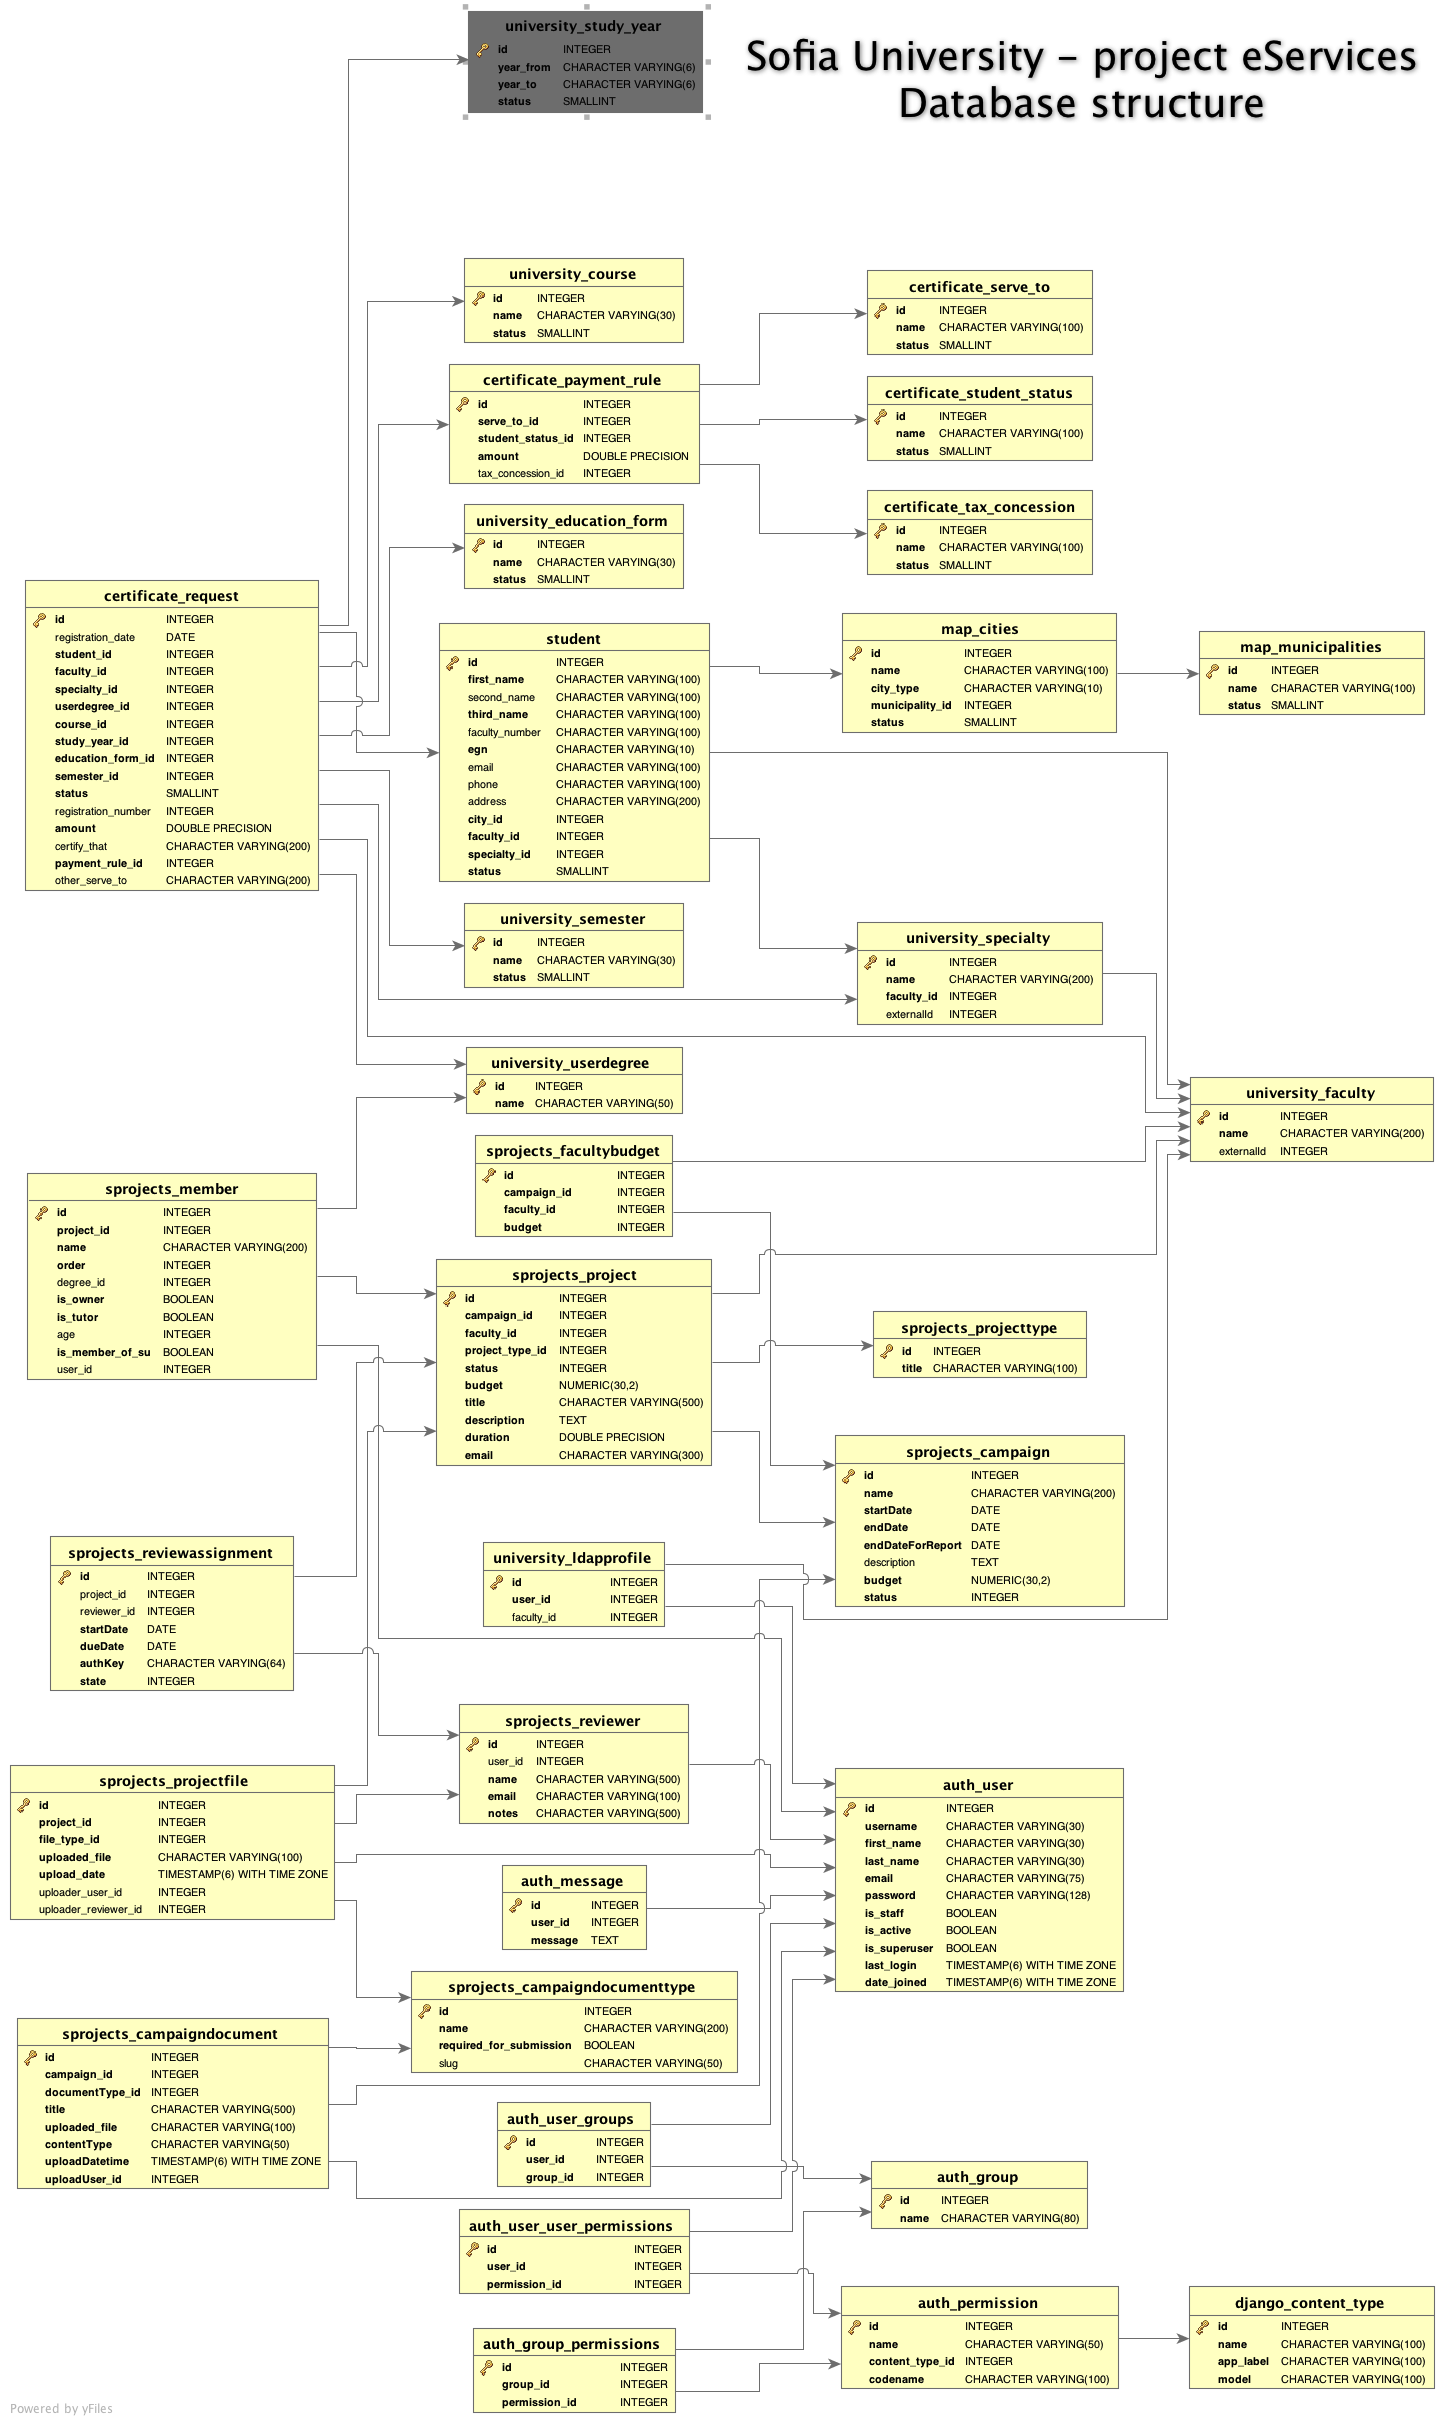 university_study_year
id INTEGER
year_from CHARACTER VARYING(6)
year_to CHARACTER VARYING(6)
status SMALLINT
Sofia University – project eServices
Database structure
university_course
id INTEGER
name CHARACTER VARYING(30)
status SMALLINT
certificate_serve_to
id INTEGER
name CHARACTER VARYING(100)
status SMALLINT
certificate_payment_rule
id INTEGER
serve_to_id INTEGER
student_status_id INTEGER
amount DOUBLE PRECISION
tax_concession_id INTEGER
certificate_student_status
id INTEGER
name CHARACTER VARYING(100)
status SMALLINT
certificate_tax_concession
id INTEGER
name CHARACTER VARYING(100)
status SMALLINT
university_education_form
id INTEGER
name CHARACTER VARYING(30)
status SMALLINT
certificate_request
id INTEGER
registration_date DATE
student_id INTEGER
faculty_id INTEGER
specialty_id INTEGER
userdegree_id INTEGER
course_id INTEGER
study_year_id INTEGER
education_form_id INTEGER
semester_id INTEGER
status SMALLINT
registration_number INTEGER
amount DOUBLE PRECISION
certify_that CHARACTER VARYING(200)
payment_rule_id INTEGER
other_serve_to CHARACTER VARYING(200)
student
id INTEGER
first_name CHARACTER VARYING(100)
second_name CHARACTER VARYING(100)
third_name CHARACTER VARYING(100)
faculty_number CHARACTER VARYING(100)
egn CHARACTER VARYING(10)
email CHARACTER VARYING(100)
phone CHARACTER VARYING(100)
address CHARACTER VARYING(200)
city_id INTEGER
faculty_id INTEGER
specialty_id INTEGER
status SMALLINT
map_cities
id INTEGER
name CHARACTER VARYING(100)
city_type CHARACTER VARYING(10)
municipality_id INTEGER
status SMALLINT
map_municipalities
id INTEGER
name CHARACTER VARYING(100)
status SMALLINT
university_semester
id INTEGER
name CHARACTER VARYING(30)
status SMALLINT
university_specialty
id INTEGER
name CHARACTER VARYING(200)
faculty_id INTEGER
externalId INTEGER
university_userdegree
id INTEGER
name CHARACTER VARYING(50)
university_faculty
id INTEGER
name CHARACTER VARYING(200)
externalId INTEGER
sprojects_facultybudget
id INTEGER
campaign_id INTEGER
faculty_id INTEGER
budget INTEGER
sprojects_member
id INTEGER
project_id INTEGER
name CHARACTER VARYING(200)
order INTEGER
degree_id INTEGER
is_owner BOOLEAN
is_tutor BOOLEAN
age INTEGER
is_member_of_su BOOLEAN
user_id INTEGER
sprojects_project
id INTEGER
campaign_id INTEGER
faculty_id INTEGER
project_type_id INTEGER
status INTEGER
budget NUMERIC(30,2)
title CHARACTER VARYING(500)
description TEXT
duration DOUBLE PRECISION
email CHARACTER VARYING(300)
sprojects_projecttype
id INTEGER
title CHARACTER VARYING(100)
sprojects_campaign
id INTEGER
name CHARACTER VARYING(200)
startDate DATE
endDate DATE
endDateForReport DATE
description TEXT
budget NUMERIC(30,2)
status INTEGER
sprojects_reviewassignment
id INTEGER
project_id INTEGER
reviewer_id INTEGER
startDate DATE
dueDate DATE
authKey CHARACTER VARYING(64)
state INTEGER
university_ldapprofile
id INTEGER
user_id INTEGER
faculty_id INTEGER
sprojects_reviewer
id INTEGER
user_id INTEGER
name CHARACTER VARYING(500)
email CHARACTER VARYING(100)
notes CHARACTER VARYING(500)
sprojects_projectfile
id INTEGER
project_id INTEGER
file_type_id INTEGER
uploaded_file CHARACTER VARYING(100)
upload_date TIMESTAMP(6) WITH TIME ZONE
uploader_user_id INTEGER
uploader_reviewer_id INTEGER
auth_user
id INTEGER
username CHARACTER VARYING(30)
first_name CHARACTER VARYING(30)
last_name CHARACTER VARYING(30)
email CHARACTER VARYING(75)
password CHARACTER VARYING(128)
is_staff BOOLEAN
is_active BOOLEAN
is_superuser BOOLEAN
last_login TIMESTAMP(6) WITH TIME ZONE
date_joined TIMESTAMP(6) WITH TIME ZONE
auth_message
id INTEGER
user_id INTEGER
message TEXT
sprojects_campaigndocumenttype
id INTEGER
name CHARACTER VARYING(200)
required_for_submission BOOLEAN
slug CHARACTER VARYING(50)
sprojects_campaigndocument
id INTEGER
campaign_id INTEGER
documentType_id INTEGER
title CHARACTER VARYING(500)
uploaded_file CHARACTER VARYING(100)
contentType CHARACTER VARYING(50)
uploadDatetime TIMESTAMP(6) WITH TIME ZONE
uploadUser_id INTEGER
auth_user_groups
id INTEGER
user_id INTEGER
group_id INTEGER
auth_group
id INTEGER
name CHARACTER VARYING(80)
auth_user_user_permissions
id INTEGER
user_id INTEGER
permission_id INTEGER
auth_permission
id INTEGER
name CHARACTER VARYING(50)
content_type_id INTEGER
codename CHARACTER VARYING(100)
django_content_type
id INTEGER
name CHARACTER VARYING(100)
app_label CHARACTER VARYING(100)
model CHARACTER VARYING(100)
auth_group_permissions
id INTEGER
group_id INTEGER
permission_id INTEGER
Powered by yFiles